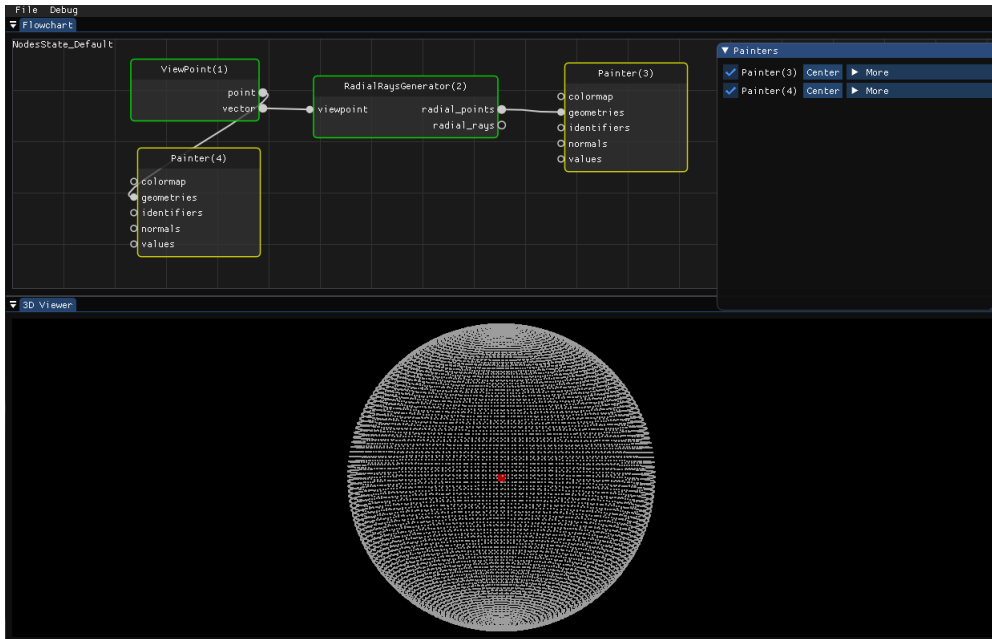 File Debug
Flowchart
NodesState_Default
ViewPoint(1)
point
vector
RadialRaysGenerator(2)
viewpoint radial_points
radial_rays
Painter(3)
colormap
geometries
identifiers
normals
values
Painter(4)
colormap
geometries
identifiers
normals
values
Painters
Painter(3) Center More
Painter(4) Center More
3D Viewer